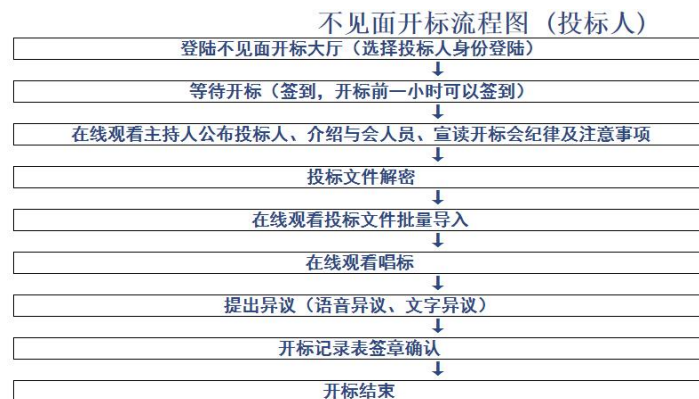 不见面开标流程图（投标人）
登陆不见面开标大厅（选择投标人身份登陆）
等待开标（签到，开标前一小时可以签到）
在线观看主持人公布投标人、介绍与会人员、宣读开标会纪律及注意事项
投标文件解密
在线观看投标文件批量导入
在线观看唱标
提出异议（语音异议、文字异议）
开标记录表签章确认
开标结束